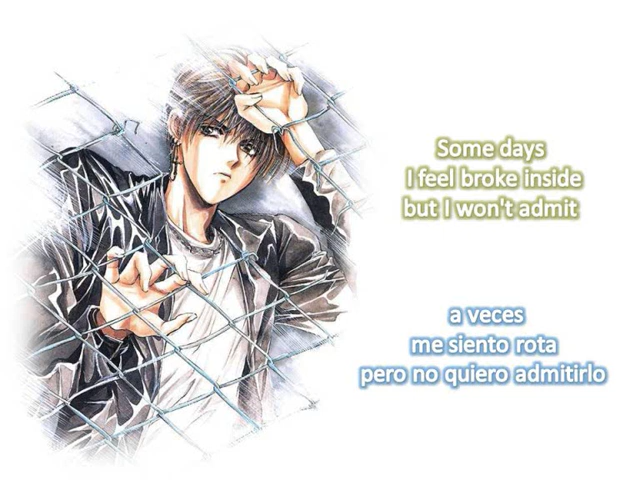 Some days
I feel broke inside
but I won't admit
a veces
me siento rota
pero no quiero admitirlo